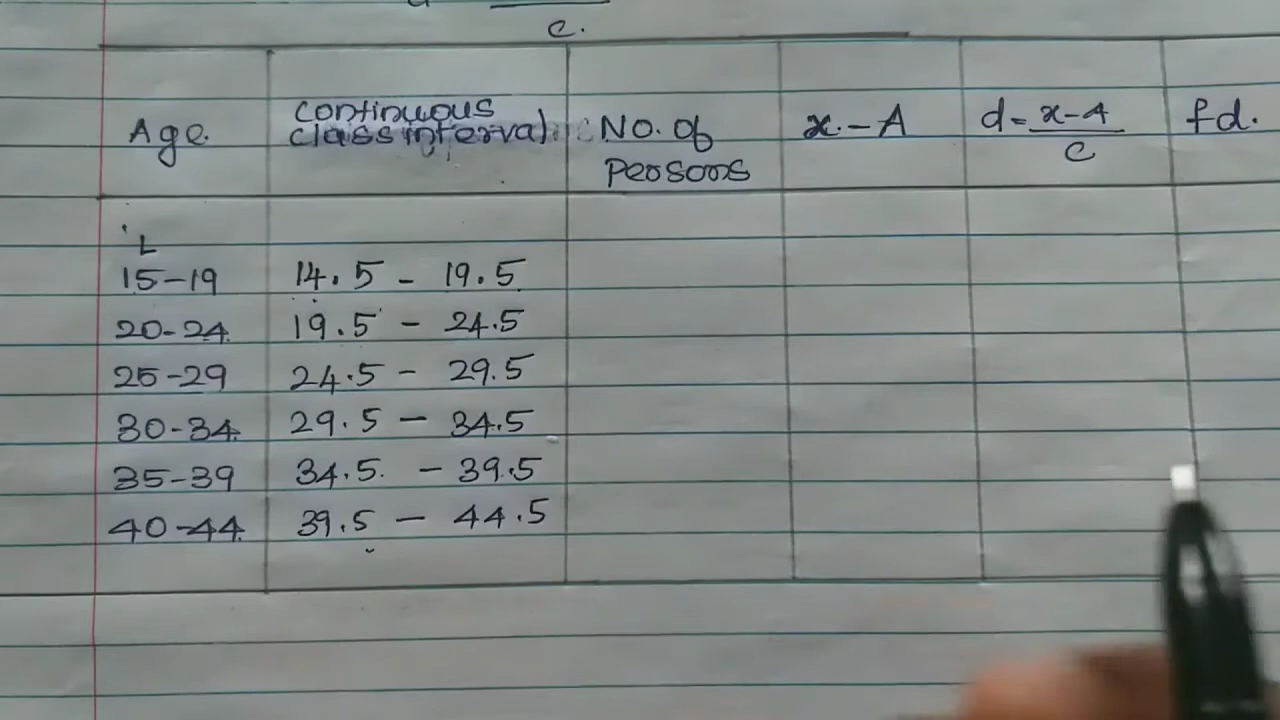 c.
Age.
continuous
class interval.
No. of
Persons
x - A
d = x-A
c
fd.
15-19 14.5 - 19.5
20-24 19.5 - 24.5
25-29 24.5 - 29.5
30-34 29.5 - 34.5
35-39 34.5 - 39.5
40-44 39.5 - 44.5